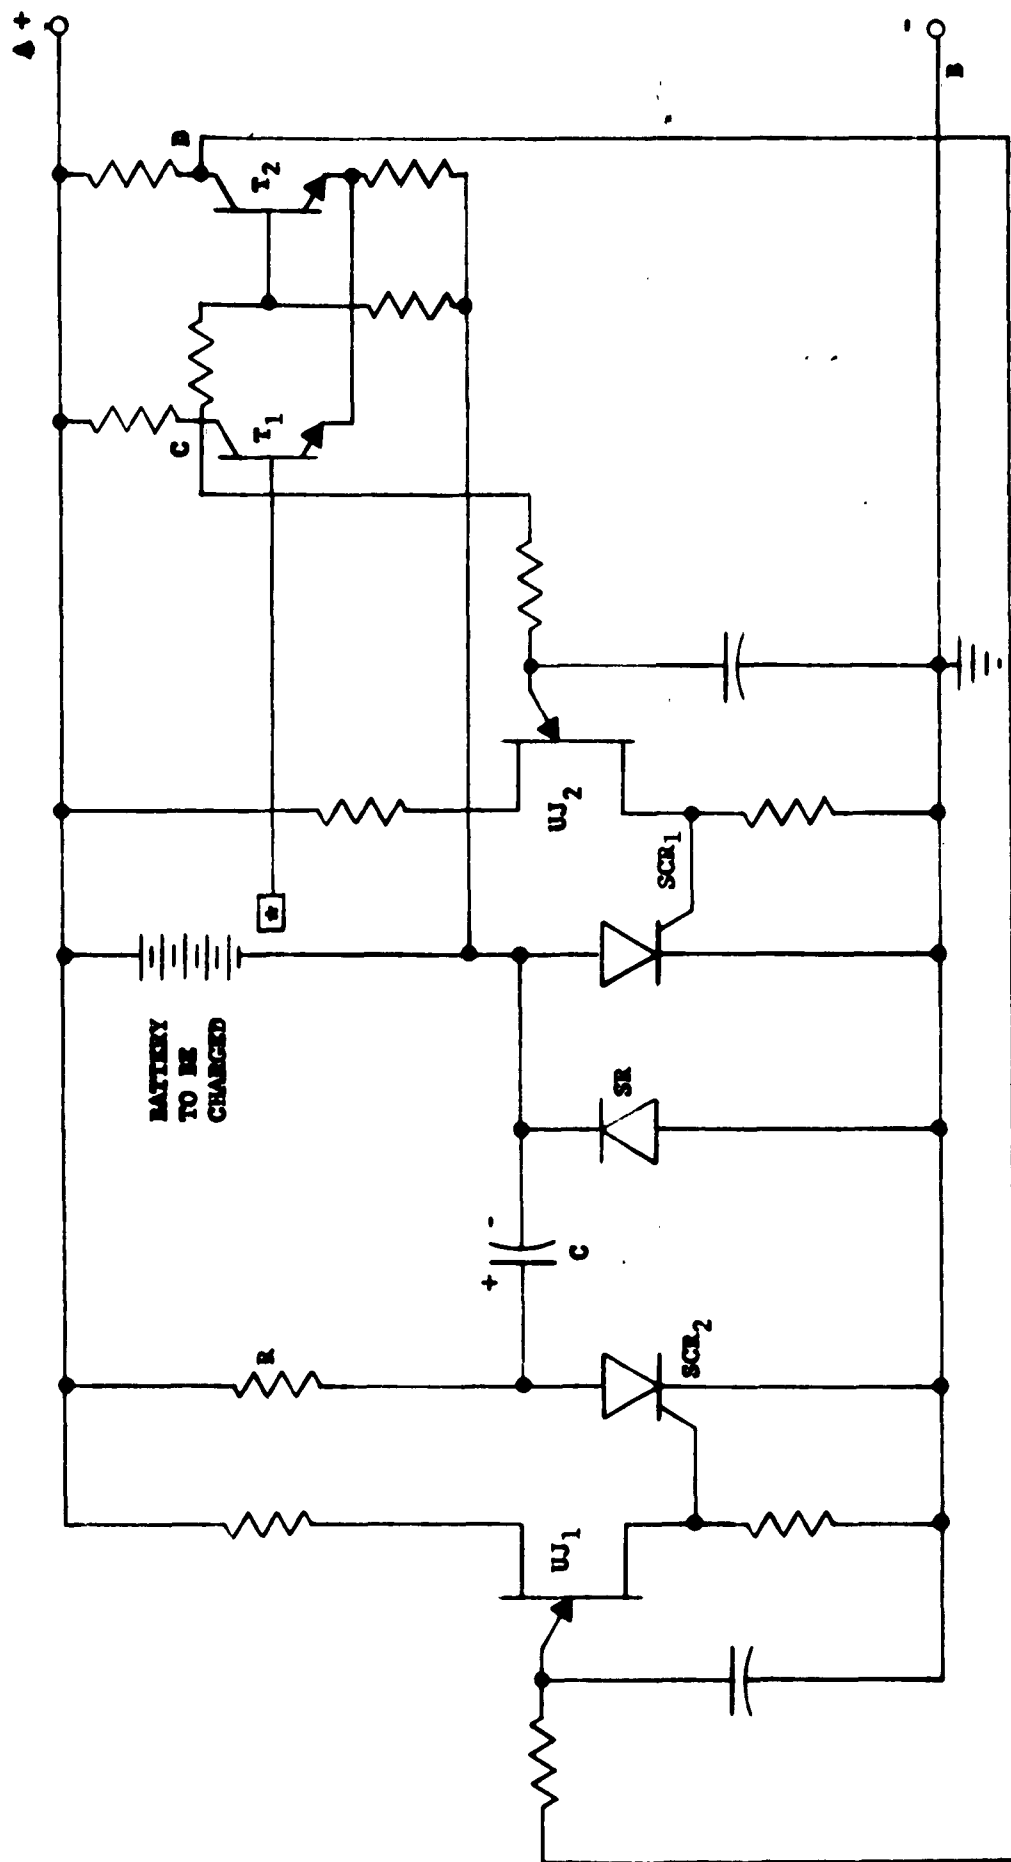 A +
-
B
D
T2
C
T1
UJ2
SCR1
*
BATTERY
TO BE
CHARGED
SR
-
+
C
R
SCR2
UJ1